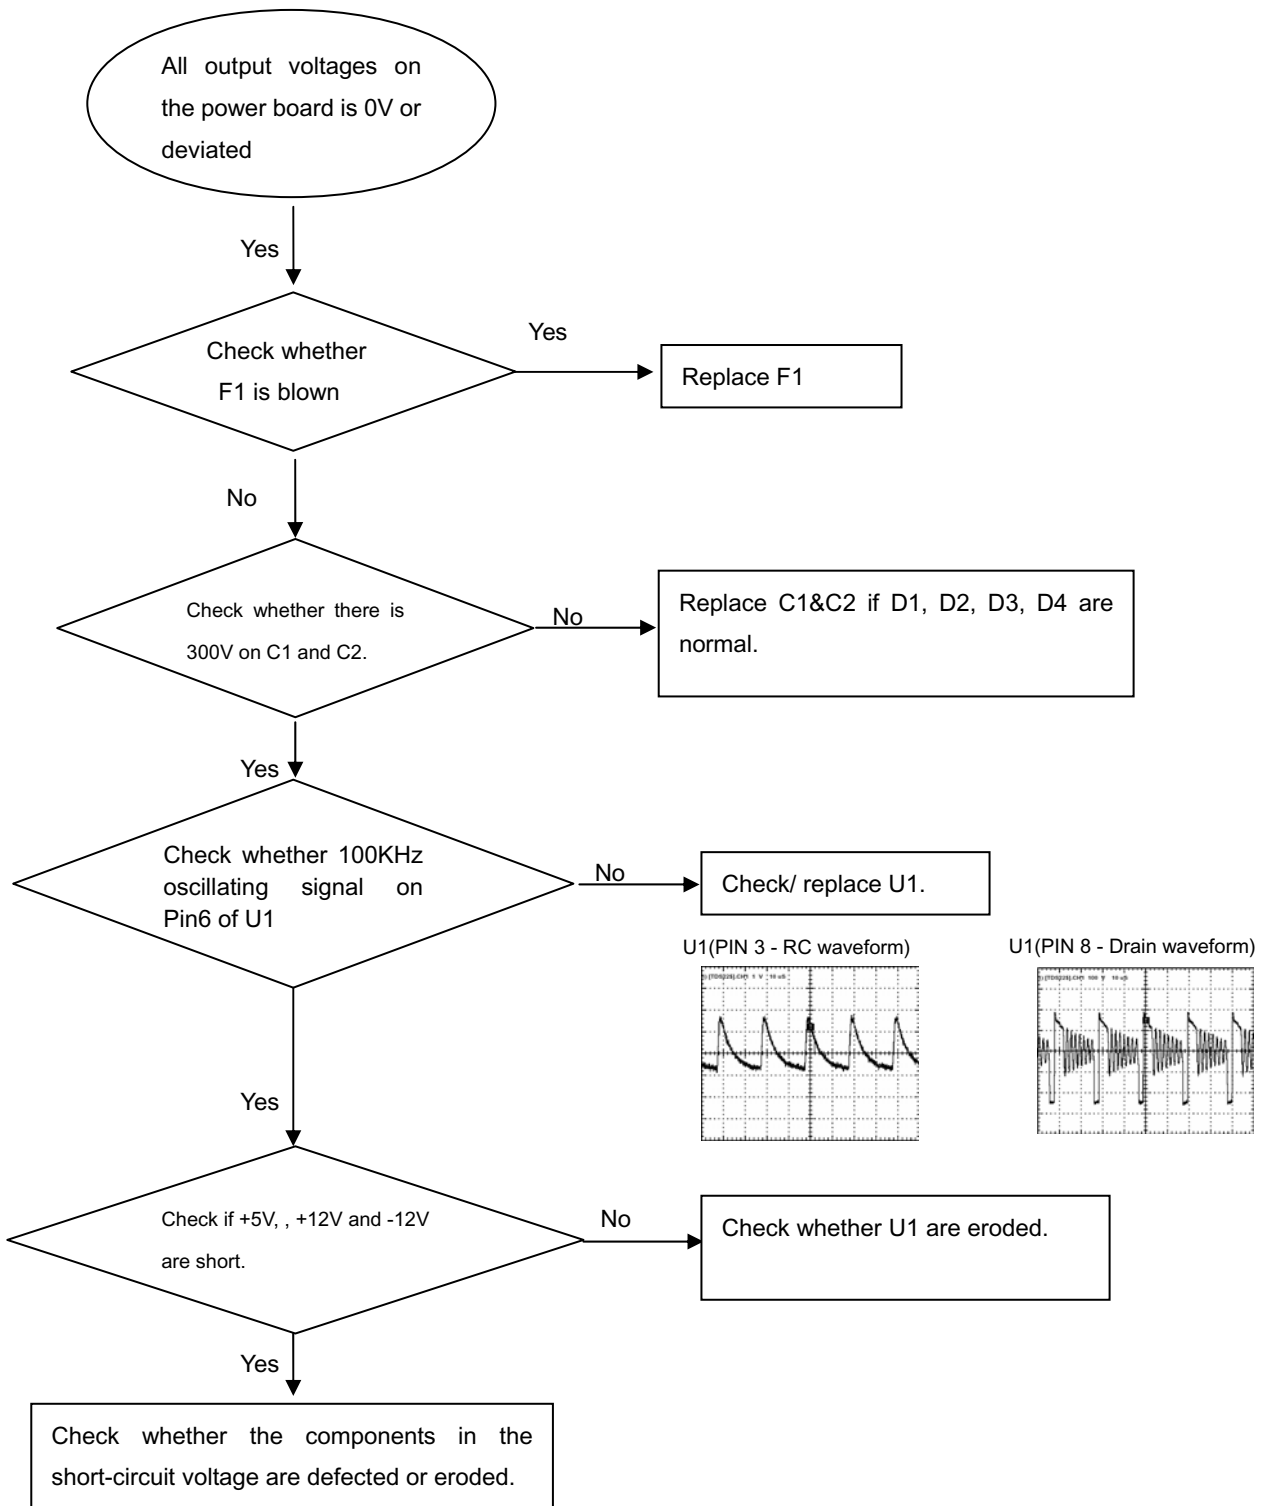 All output voltages on
the power board is 0V or
deviated
Yes
Check whether
F1 is blown
Yes
Replace F1
No
Check whether there is
300V on C1 and C2.
No
Replace C1&C2 if D1, D2, D3, D4 are
normal.
Yes
Check whether 100KHz
oscillating signal on
Pin6 of U1
No
Check/ replace U1.
U1(PIN 3 - RC waveform)
U1(PIN 8 - Drain waveform)
Yes
Check if +5V, , +12V and -12V
are short.
No
Check whether U1 are eroded.
Yes
Check whether the components in the
short-circuit voltage are defected or eroded.